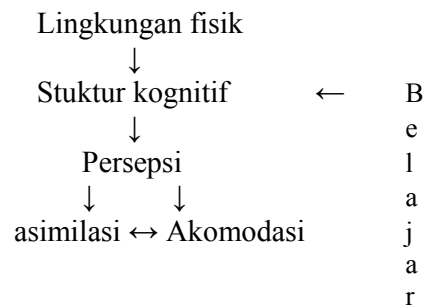 Lingkungan fisik
↓
Stuktur kognitif ← B
↓ e
Persepsi l
↓ ↓ a
asimilasi ↔ Akomodasi j
a
r